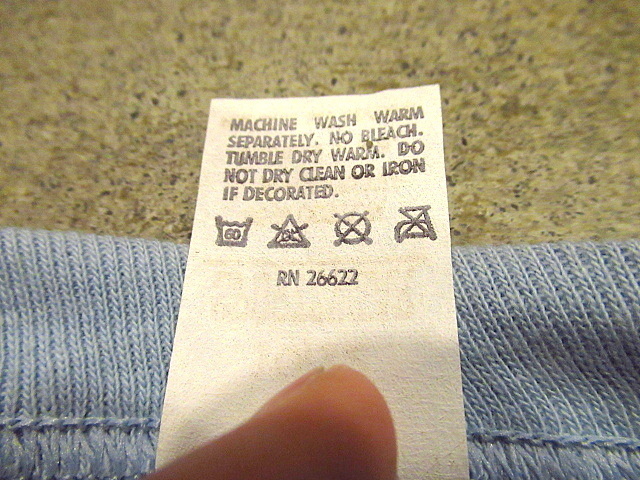 MACHINE WASH WARM
SEPARATELY. NO BLEACH.
TUMBLE DRY WARM. DO
NOT DRY CLEAN OR IRON
IF DECORATED.
60 CL
RN 26622